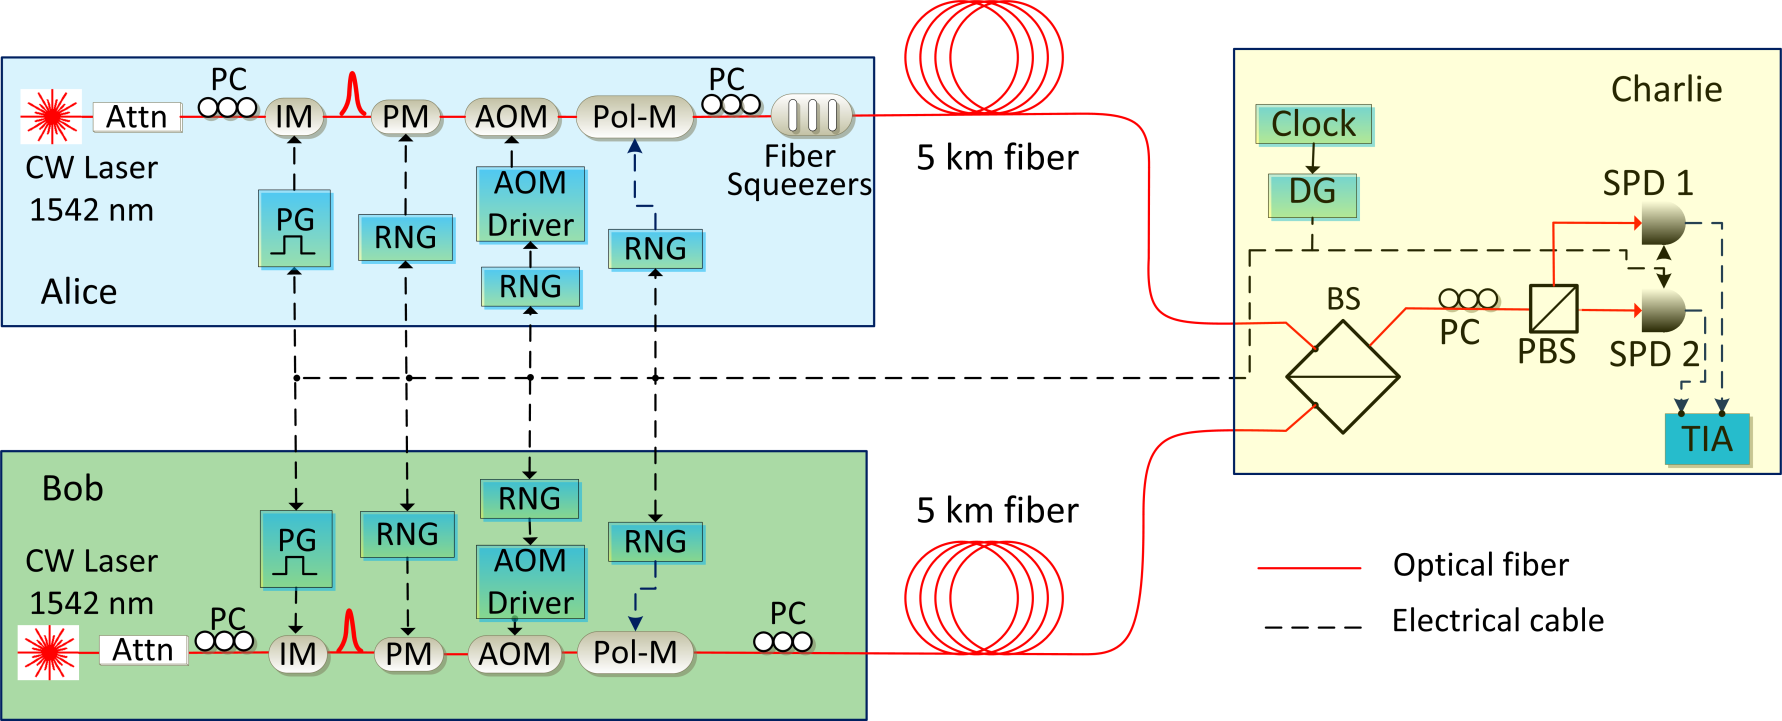 PC
PC
Attn
IM
PM
AOM
Pol-M
CW Laser
1542 nm
Fiber
Squeezers
PG
RNG
AOM
Driver
RNG
RNG
Alice
5 km fiber
Charlie
Clock
DG
SPD 1
BS
PC
PBS
SPD 2
TIA
Bob
CW Laser
1542 nm
PG
RNG
RNG
AOM
Driver
RNG
PC
PC
Attn
IM
PM
AOM
Pol-M
5 km fiber
Optical fiber
Electrical cable